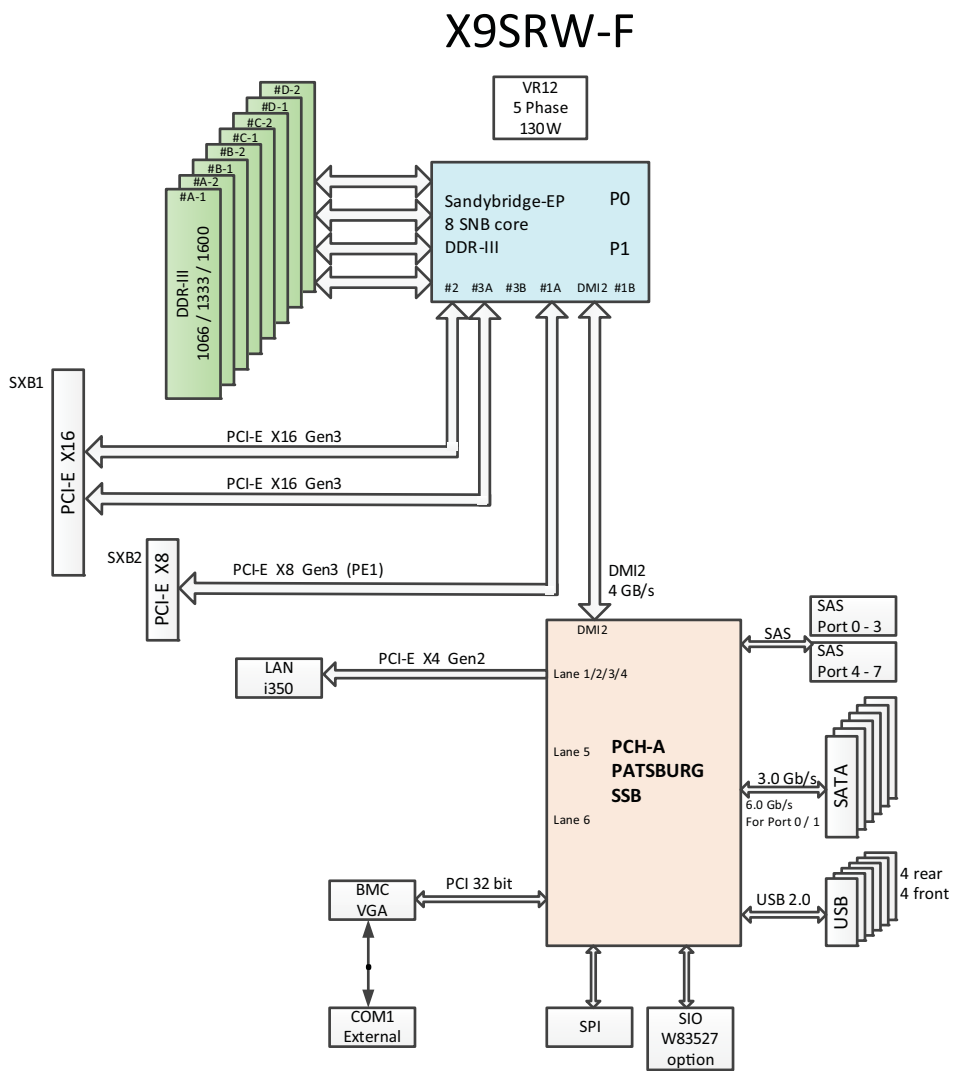 X9SRW-F
VR12
5 Phase
130W
#D-2
#D-1
#C-2
#C-1
#B-2
#B-1
#A-2
#A-1
DDR-III
1066 / 1333 / 1600
Sandybridge-EP
8 SNB core
DDR-III
P0
P1
#2 #3A #3B #1A DMI2 #1B
SXB1
PCI-E X16
PCI-E X16 Gen3
PCI-E X16 Gen3
SXB2
PCI-E X8
PCI-E X8 Gen3 (PE1)
DMI2
4 GB/s
DMI2
LAN
i350
PCI-E X4 Gen2
Lane 1/2/3/4
Lane 5
Lane 6
PCH-A
PATSBURG
SSB
SAS
SAS
Port 0 - 3
SAS
Port 4 - 7
3.0 Gb/s
6.0 Gb/s
For Port 0 / 1
SATA
USB 2.0
USB
4 rear
4 front
BMC
VGA
PCI 32 bit
COM1
External
SPI
SIO
W83527
option